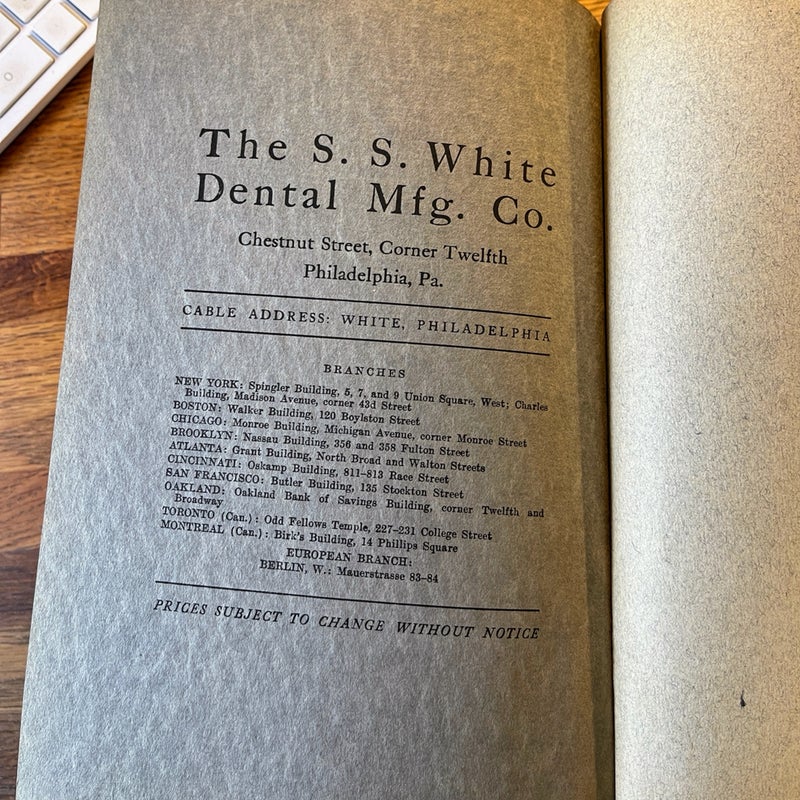 The S. S. White
Dental Mfg. Co.
Chestnut Street, Corner Twelfth
Philadelphia, Pa.
CABLE ADDRESS: WHITE, PHILADELPHIA
BRANCHES
NEW YORK: Spingler Building, 5, 7, and 9 Union Square, West; Charles
Building, Madison Avenue, corner 43d Street
BOSTON: Walker Building, 120 Boylston Street
CHICAGO: Monroe Building, Michigan Avenue, corner Monroe Street
BROOKLYN: Nassau Building, 356 and 358 Fulton Street
ATLANTA: Grant Building, North Broad and Walton Streets
CINCINNATI: Oskamp Building, 811-813 Race Street
SAN FRANCISCO: Butler Building, 135 Stockton Street
OAKLAND: Oakland Bank of Savings Building, corner Twelfth and
Broadway
TORONTO (Can.): Odd Fellows Temple, 227-231 College Street
MONTREAL (Can.): Birk's Building, 14 Phillips Square
EUROPEAN BRANCH:
BERLIN, W.: Mauerstrasse 83-84
PRICES SUBJECT TO CHANGE WITHOUT NOTICE